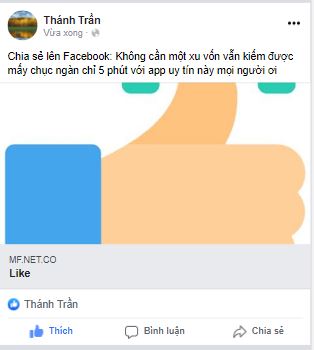 Thánh Trần
Vừa xong ·
Chia sẻ lên Facebook: Không cần một xu vốn vẫn kiếm được
mấy chục ngàn chỉ 5 phút với app uy tín này mọi người ơi
MF.NET.CO
Like
Thánh Trần
Thích Bình luận Chia sẻ